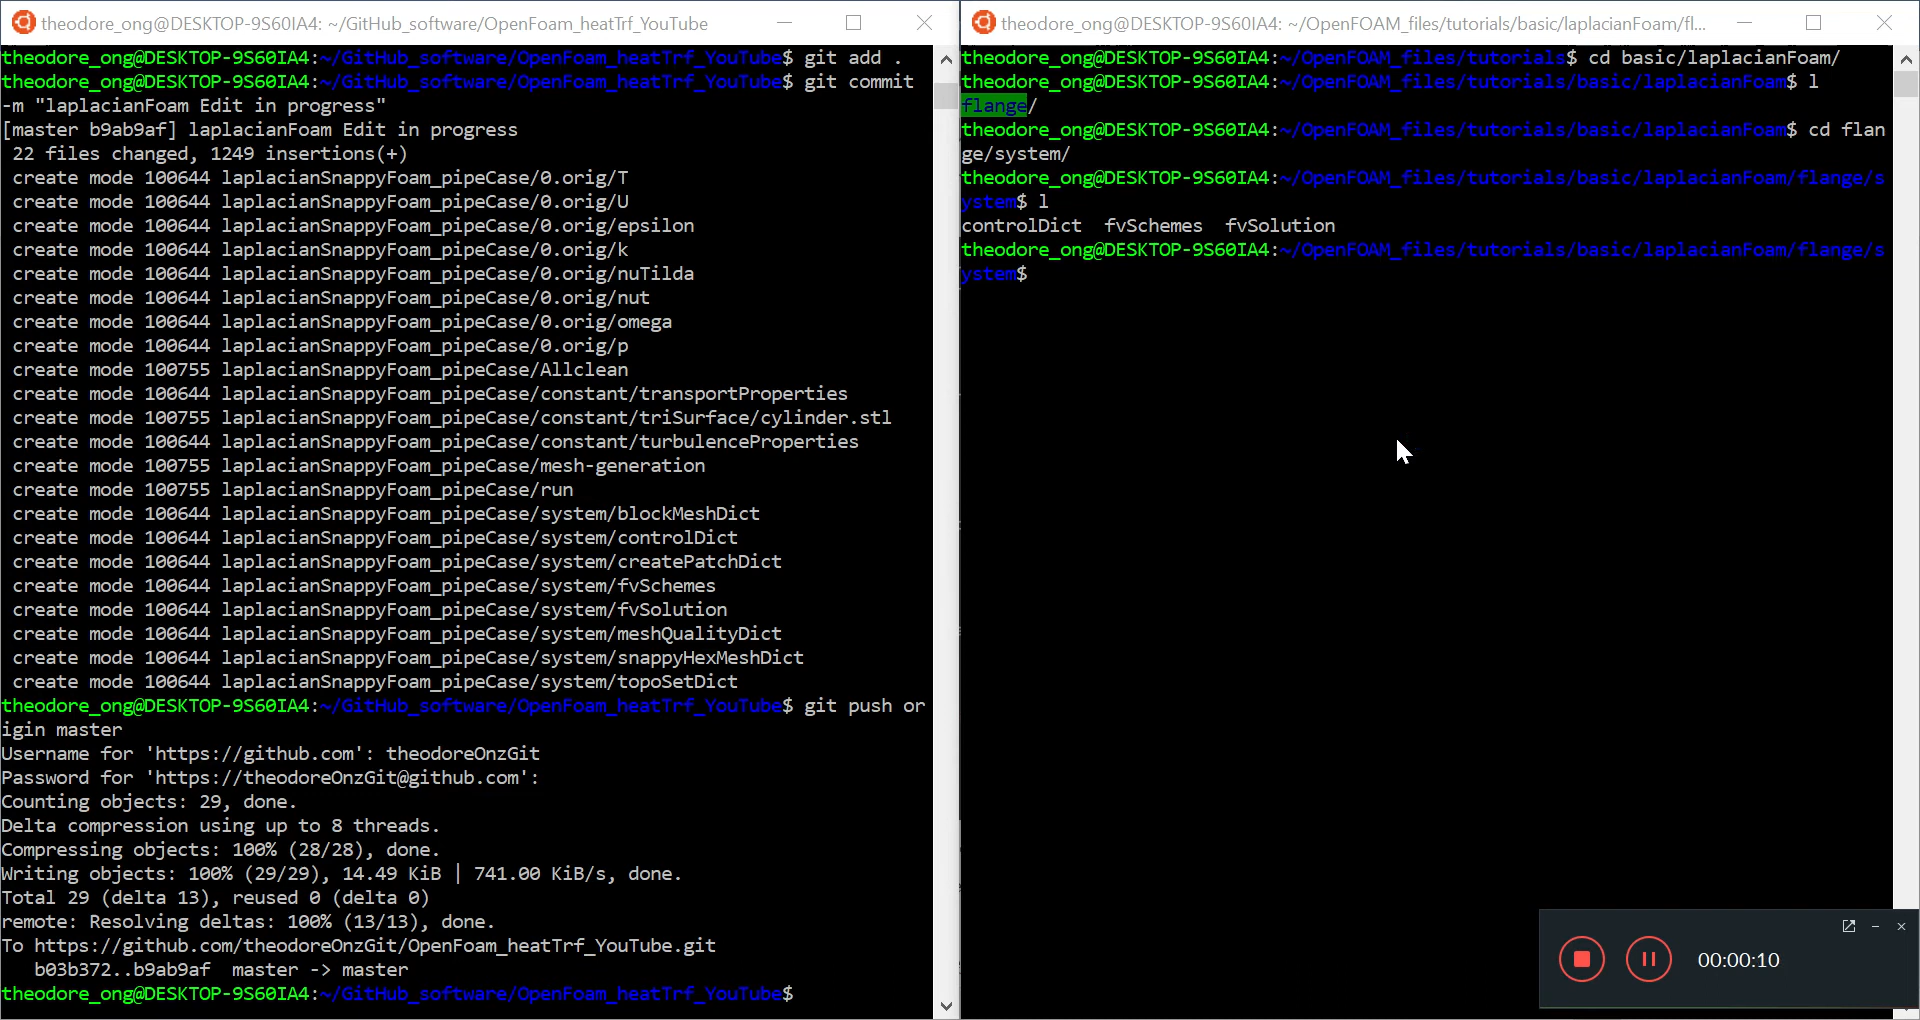 theodore_ong@DESKTOP-9S60IA4: ~/GitHub_software/OpenFoam_heatTrf_YouTube
theodore_ong@DESKTOP-9S60IA4:~/GitHub_software/OpenFoam_heatTrf_YouTube$ git add .
theodore_ong@DESKTOP-9S60IA4:~/GitHub_software/OpenFoam_heatTrf_YouTube$ git commit
-m "laplacianFoam Edit in progress"
[master b9ab9af] laplacianFoam Edit in progress
22 files changed, 1249 insertions(+)
create mode 100644 laplacianSnappyFoam_pipeCase/0.orig/T
create mode 100644 laplacianSnappyFoam_pipeCase/0.orig/U
create mode 100644 laplacianSnappyFoam_pipeCase/0.orig/epsilon
create mode 100644 laplacianSnappyFoam_pipeCase/0.orig/k
create mode 100644 laplacianSnappyFoam_pipeCase/0.orig/nuTilda
create mode 100644 laplacianSnappyFoam_pipeCase/0.orig/nut
create mode 100644 laplacianSnappyFoam_pipeCase/0.orig/omega
create mode 100644 laplacianSnappyFoam_pipeCase/0.orig/p
create mode 100755 laplacianSnappyFoam_pipeCase/Allclean
create mode 100644 laplacianSnappyFoam_pipeCase/constant/transportProperties
create mode 100755 laplacianSnappyFoam_pipeCase/constant/triSurface/cylinder.stl
create mode 100644 laplacianSnappyFoam_pipeCase/constant/turbulenceProperties
create mode 100755 laplacianSnappyFoam_pipeCase/mesh-generation
create mode 100755 laplacianSnappyFoam_pipeCase/run
create mode 100644 laplacianSnappyFoam_pipeCase/system/blockMeshDict
create mode 100644 laplacianSnappyFoam_pipeCase/system/controlDict
create mode 100644 laplacianSnappyFoam_pipeCase/system/createPatchDict
create mode 100644 laplacianSnappyFoam_pipeCase/system/fvSchemes
create mode 100644 laplacianSnappyFoam_pipeCase/system/fvSolution
create mode 100644 laplacianSnappyFoam_pipeCase/system/meshQualityDict
create mode 100644 laplacianSnappyFoam_pipeCase/system/snappyHexMeshDict
create mode 100644 laplacianSnappyFoam_pipeCase/system/topoSetDict
theodore_ong@DESKTOP-9S60IA4:~/GitHub_software/OpenFoam_heatTrf_YouTube$ git push or
igin master
Username for 'https://github.com': theodoreOnzGit
Password for 'https://theodoreOnzGit@github.com':
Counting objects: 29, done.
Delta compression using up to 8 threads.
Compressing objects: 100% (28/28), done.
Writing objects: 100% (29/29), 14.49 KiB | 741.00 KiB/s, done.
Total 29 (delta 13), reused 0 (delta 0)
remote: Resolving deltas: 100% (13/13), done.
To https://github.com/theodoreOnzGit/OpenFoam_heatTrf_YouTube.git
b03b372..b9ab9af  master -> master
theodore_ong@DESKTOP-9S60IA4:~/GitHub_software/OpenFoam_heatTrf_YouTube$
theodore_ong@DESKTOP-9S60IA4: ~/OpenFOAM_files/tutorials/basic/laplacianFoam/fl...
theodore_ong@DESKTOP-9S60IA4:~/OpenFOAM_files/tutorials$ cd basic/laplacianFoam/
theodore_ong@DESKTOP-9S60IA4:~/OpenFOAM_files/tutorials/basic/laplacianFoam$ l
flange/
theodore_ong@DESKTOP-9S60IA4:~/OpenFOAM_files/tutorials/basic/laplacianFoam$ cd flan
ge/system/
theodore_ong@DESKTOP-9S60IA4:~/OpenFOAM_files/tutorials/basic/laplacianFoam/flange/s
ystem$ l
controlDict  fvSchemes  fvSolution
theodore_ong@DESKTOP-9S60IA4:~/OpenFOAM_files/tutorials/basic/laplacianFoam/flange/s
ystem$
00:00:10